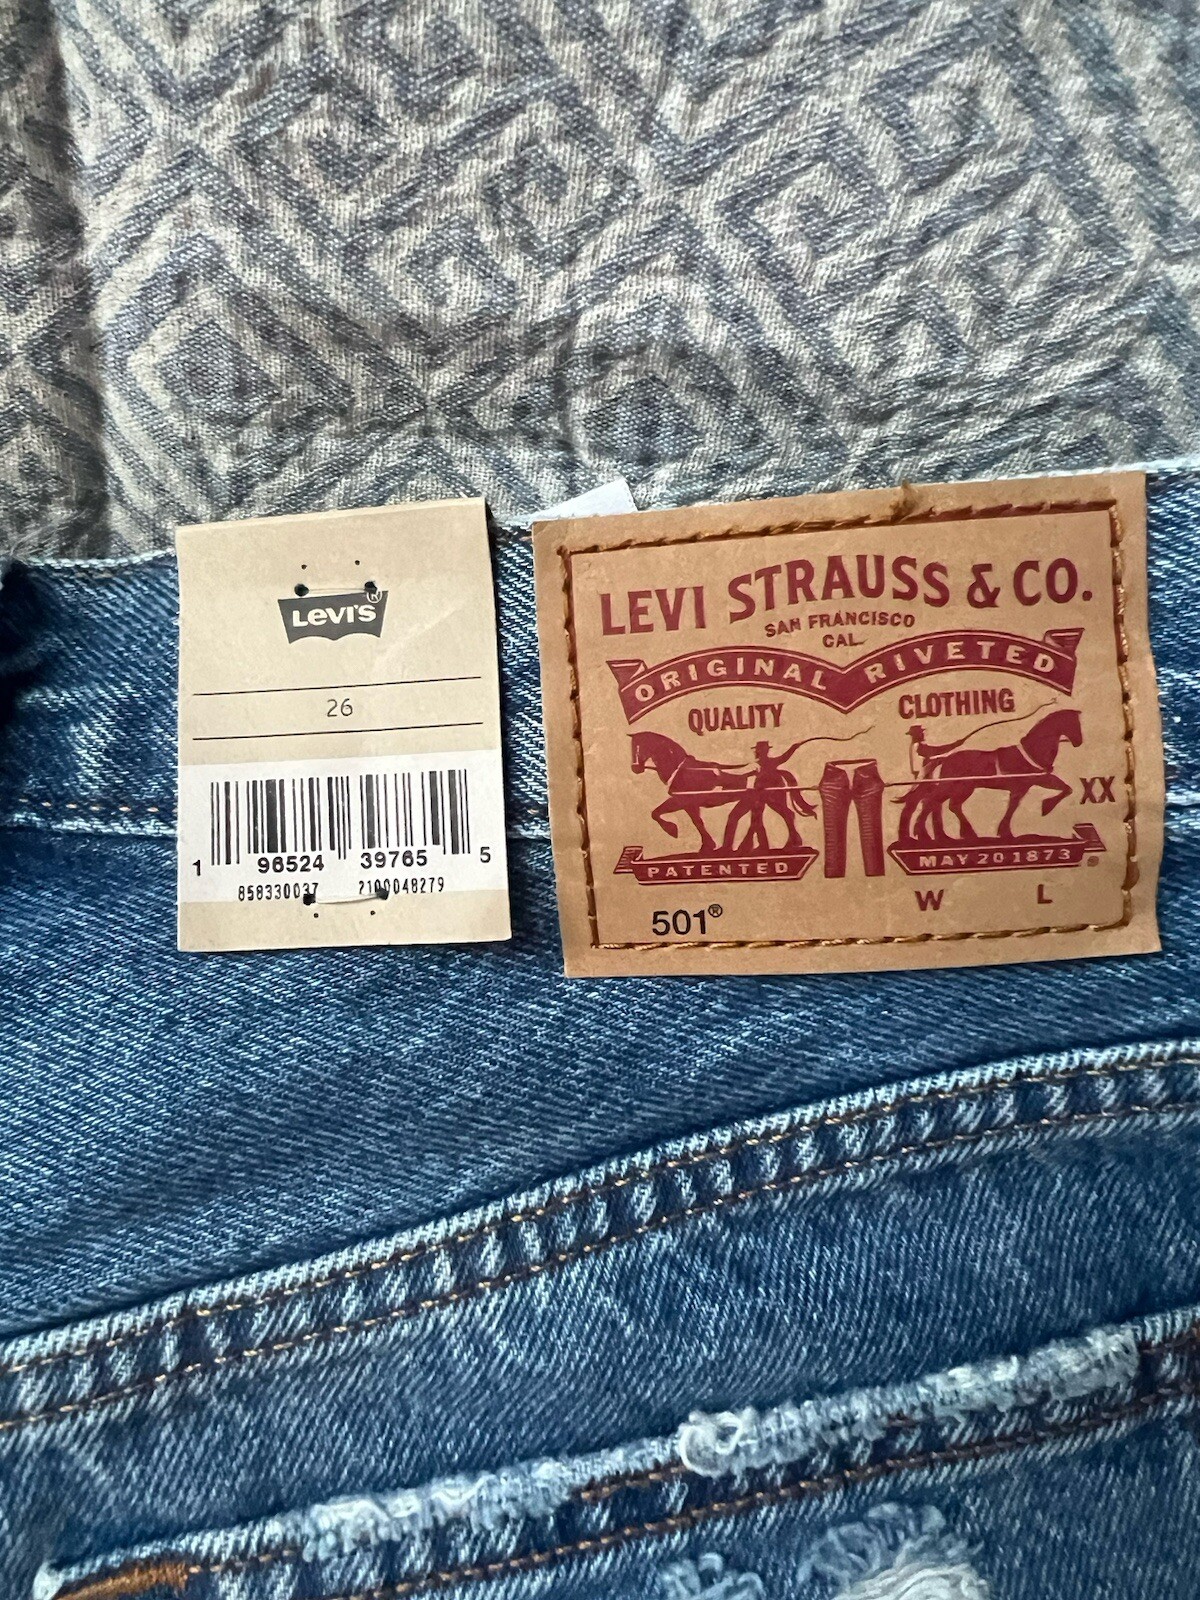 Levi's®
26
1 96524 39765 5
858330037 2100048279
LEVI STRAUSS & CO.
SAN FRANCISCO
CAL.
ORIGINAL RIVETED
QUALITY CLOTHING
XX
PATENTED MAY 20 1873 ®
W L
501®